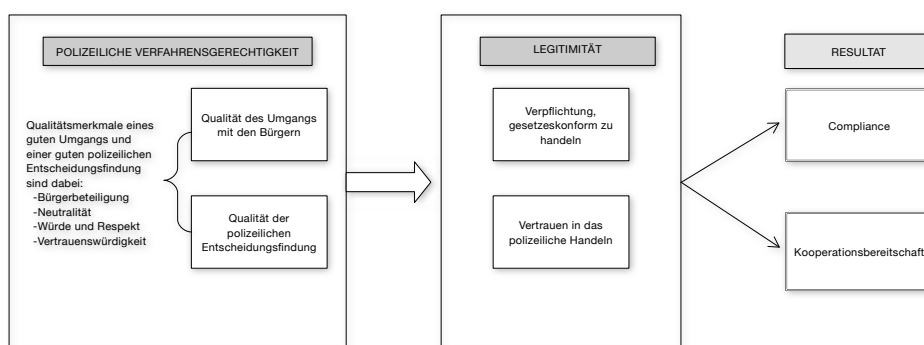 POLIZEILICHE VERFAHRENSGERECHTIGKEIT
Qualitätsmerkmale eines
guten Umgangs und
einer guten polizeilichen
Entscheidungsfindung
sind dabei:
-Bürgerbeteiligung
-Neutralität
-Würde und Respekt
-Vertrauenswürdigkeit
Qualität des Umgangs
mit den Bürgern
Qualität der
polizeilichen
Entscheidungsfindung
LEGITIMITÄT
Verpflichtung,
gesetzeskonform zu
handeln
Vertrauen in das
polizeiliche Handeln
RESULTAT
Compliance
Kooperationsbereitschaft